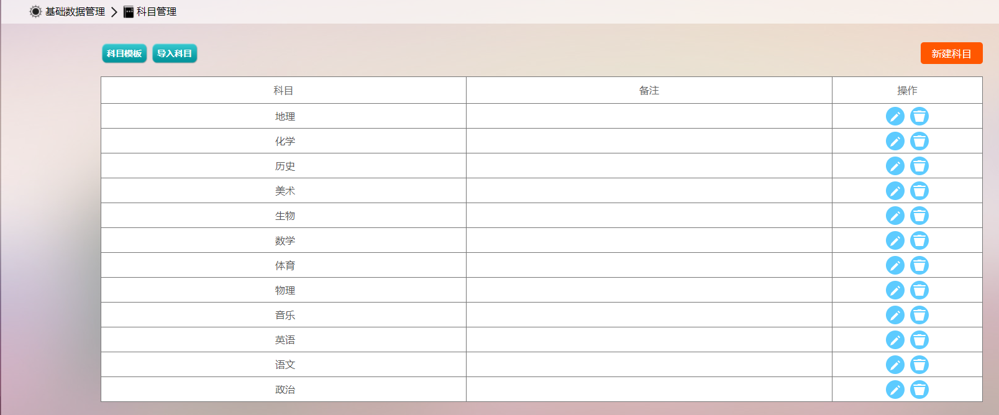 基础数据管理 科目管理
科目模板 导入科目 新建科目
科目 备注 操作
地理
化学
历史
美术
生物
数学
体育
物理
音乐
英语
语文
政治